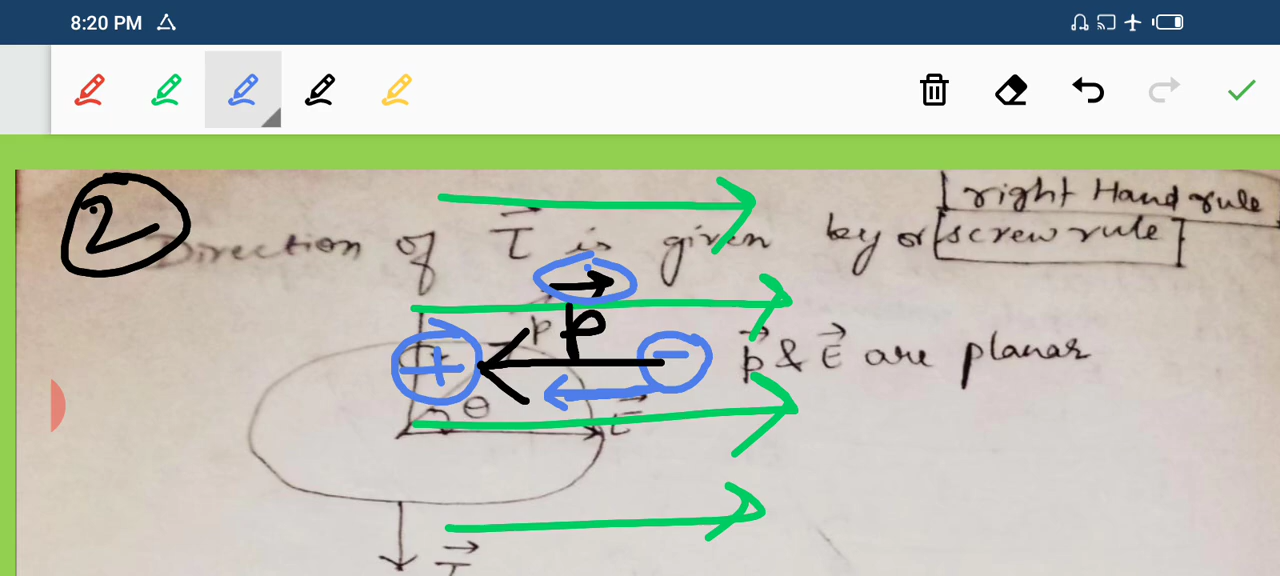 8:20 PM
right Hand rule
2 Direction of τ⃗ is given by or screw rule
p p⃗
+ - p⃗ & E⃗ are planar
θ E⃗
τ⃗